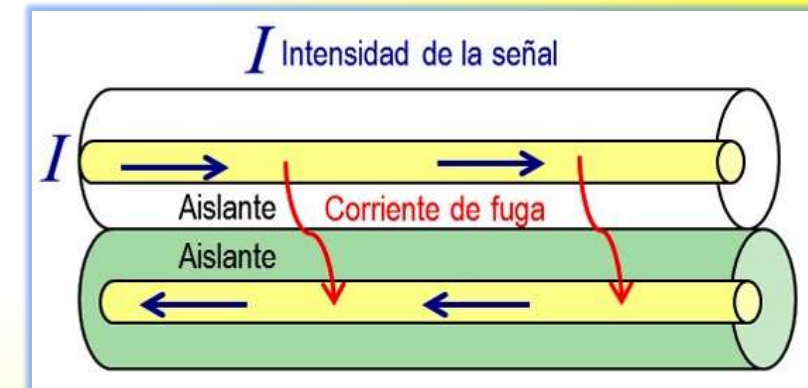 I Intensidad de la señal
I
Aislante Corriente de fuga
Aislante